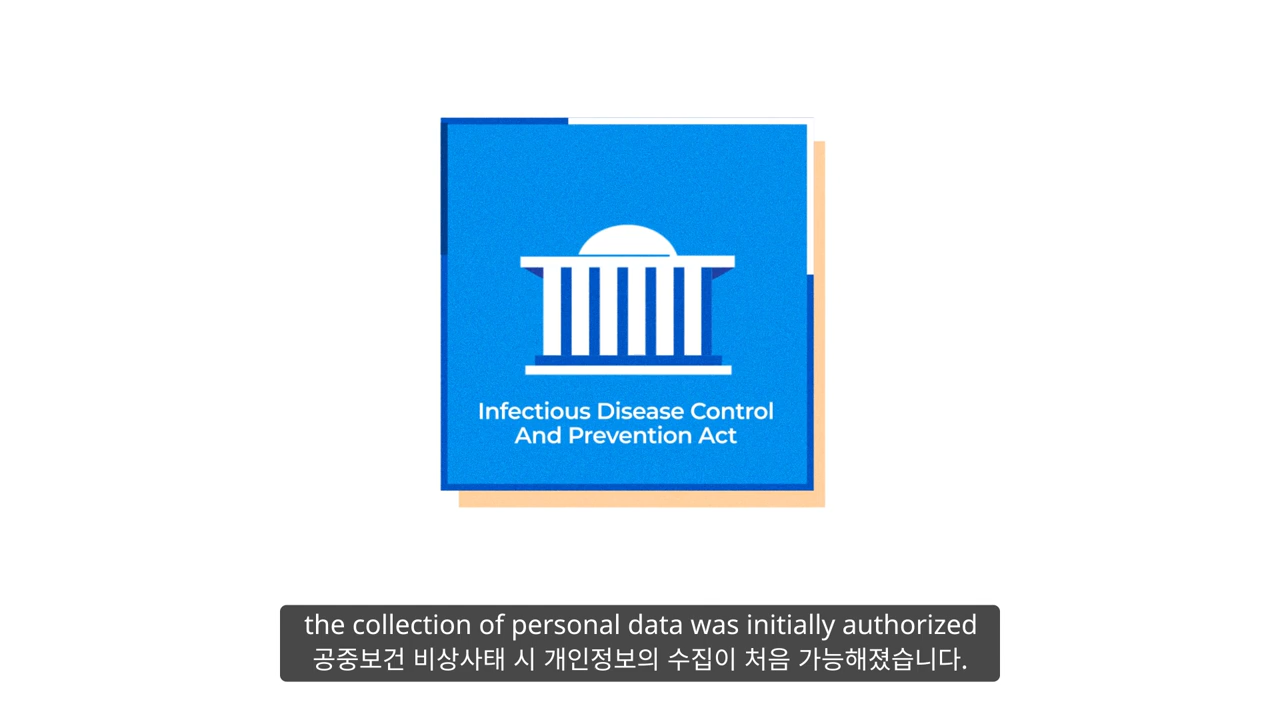 Infectious Disease Control
And Prevention Act
the collection of personal data was initially authorized
공중보건 비상사태 시 개인정보의 수집이 처음 가능해졌습니다.